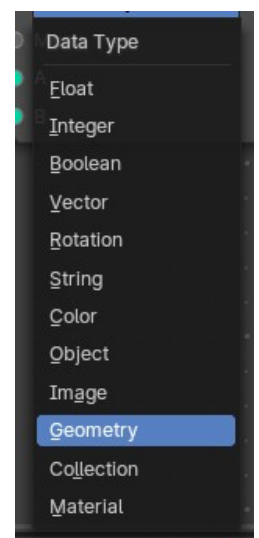 Data Type
Float
Integer
Boolean
Vector
Rotation
String
Color
Object
Image
Geometry
Collection
Material